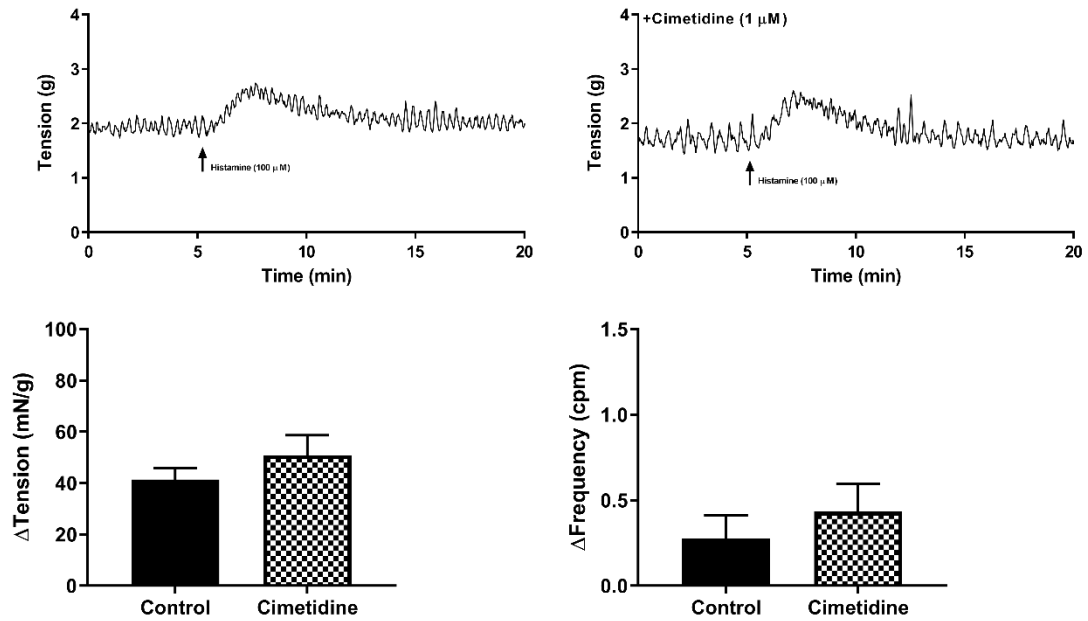 4
3
2
1
0
Tension (g)
Histamine (100 μM)
0 5 10 15 20
Time (min)
+Cimetidine (1 μM)
4
3
2
1
0
Tension (g)
Histamine (100 μM)
0 5 10 15 20
Time (min)
100
80
60
40
20
0
ΔTension (mN/g)
Control Cimetidine
1.5
1.0
0.5
0.0
ΔFrequency (cpm)
Control Cimetidine